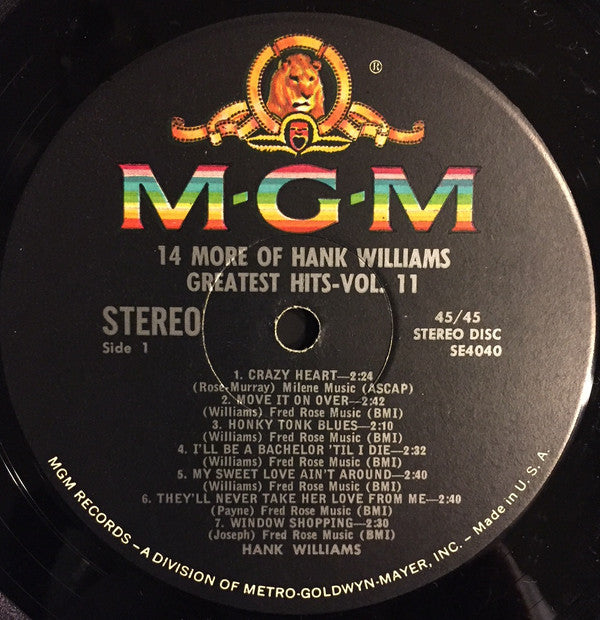 ®
M·G·M
14 MORE OF HANK WILLIAMS
GREATEST HITS-VOL. 11
STEREO
Side 1
45/45
STEREO DISC
SE4040
1. CRAZY HEART—2:24
(Rose-Murray) Milene Music (ASCAP)
2. MOVE IT ON OVER—2:42
(Williams) Fred Rose Music (BMI)
3. HONKY TONK BLUES—2:10
(Williams) Fred Rose Music (BMI)
4. I'LL BE A BACHELOR 'TIL I DIE—2:32
(Williams) Fred Rose Music (BMI)
5. MY SWEET LOVE AIN'T AROUND—2:40
(Williams) Fred Rose Music (BMI)
6. THEY'LL NEVER TAKE HER LOVE FROM ME—2:40
(Payne) Fred Rose Music (BMI)
7. WINDOW SHOPPING—2:30
(Joseph) Fred Rose Music (BMI)
HANK WILLIAMS
MGM RECORDS—A DIVISION OF METRO-GOLDWYN-MAYER, INC. – Made in U.S.A.